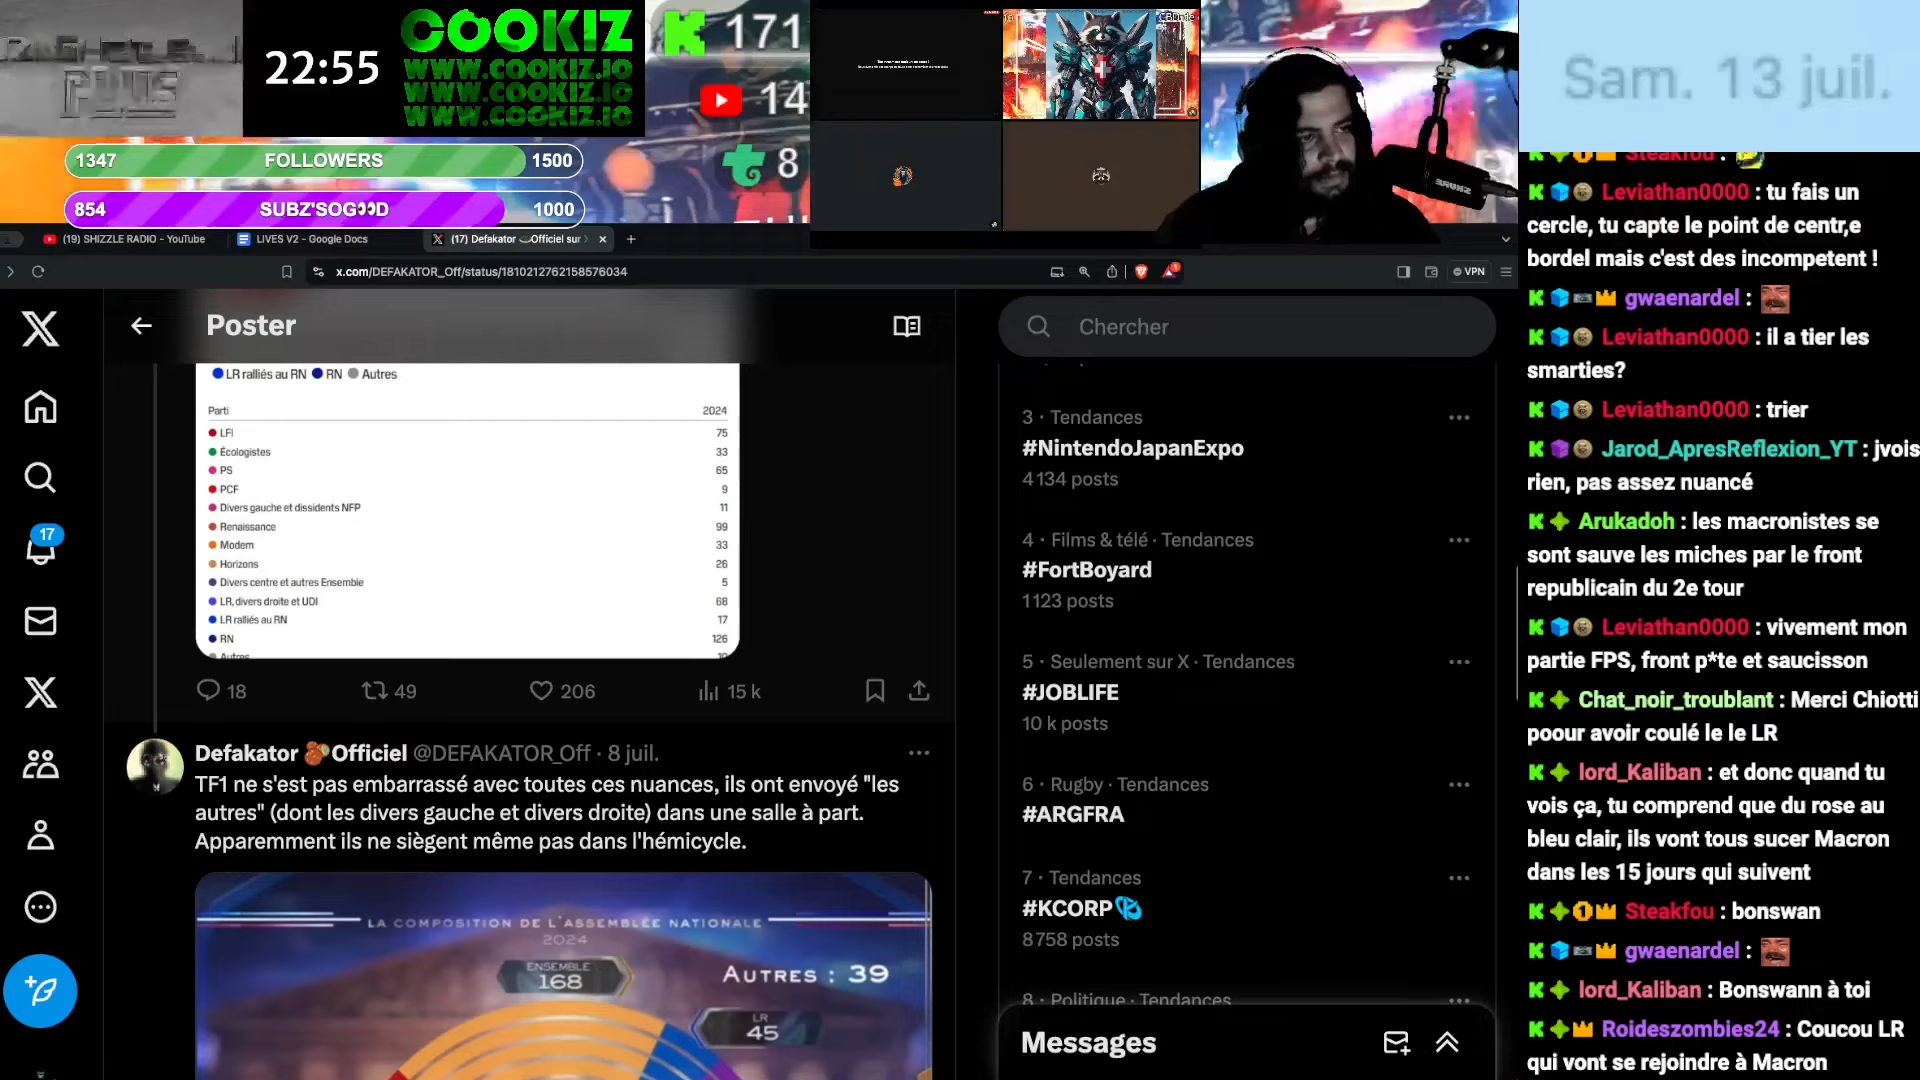 PLUS
22:55
COOKIZ
WWW.COOKIZ.IO
WWW.COOKIZ.IO
WWW.COOKIZ.IO
171
14
8
1347 FOLLOWERS 1500
854 SUBZ'SOG👀D 1000
Sam. 13 juil.
(19) SHIZZLE RADIO - YouTube
LIVES V2 - Google Docs
(17) Defakator Officiel sur
x.com/DEFAKATOR_Off/status/1810212762158576034
VPN
Poster
LR ralliés au RN RN Autres
Parti 2024
LFI 75
Écologistes 33
PS 65
PCF 9
Divers gauche et dissidents NFP 11
Renaissance 99
Modem 33
Horizons 26
Divers centre et autres Ensemble 5
LR, divers droite et UDI 68
LR ralliés au RN 17
RN 126
Autres 10
17
18 49 206 15 k
Defakator Officiel @DEFAKATOR_Off · 8 juil.
TF1 ne s'est pas embarrassé avec toutes ces nuances, ils ont envoyé "les
autres" (dont les divers gauche et divers droite) dans une salle à part.
Apparemment ils ne siègent même pas dans l'hémicycle.
LA COMPOSITION DE L'ASSEMBLÉE NATIONALE
2024
ENSEMBLE
168
AUTRES : 39
LR
45
Chercher
3 · Tendances
#NintendoJapanExpo
4 134 posts
4 · Films & télé · Tendances
#FortBoyard
1 123 posts
5 · Seulement sur X · Tendances
#JOBLIFE
10 k posts
6 · Rugby · Tendances
#ARGFRA
7 · Tendances
#KCORP
8 758 posts
8 · Politique · Tendances
Messages
Steakfou :
Leviathan0000 : tu fais un
cercle, tu capte le point de centr,e
bordel mais c'est des incompetent !
gwaenardel :
Leviathan0000 : il a tier les
smarties?
Leviathan0000 : trier
Jarod_ApresReflexion_YT : jvois
rien, pas assez nuancé
Arukadoh : les macronistes se
sont sauve les miches par le front
republicain du 2e tour
Leviathan0000 : vivement mon
partie FPS, front p*te et saucisson
Chat_noir_troublant : Merci Chiotti
poour avoir coulé le le LR
lord_Kaliban : et donc quand tu
vois ça, tu comprend que du rose au
bleu clair, ils vont tous sucer Macron
dans les 15 jours qui suivent
Steakfou : bonswan
gwaenardel :
lord_Kaliban : Bonswann à toi
Roideszombies24 : Coucou LR
qui vont se rejoindre à Macron